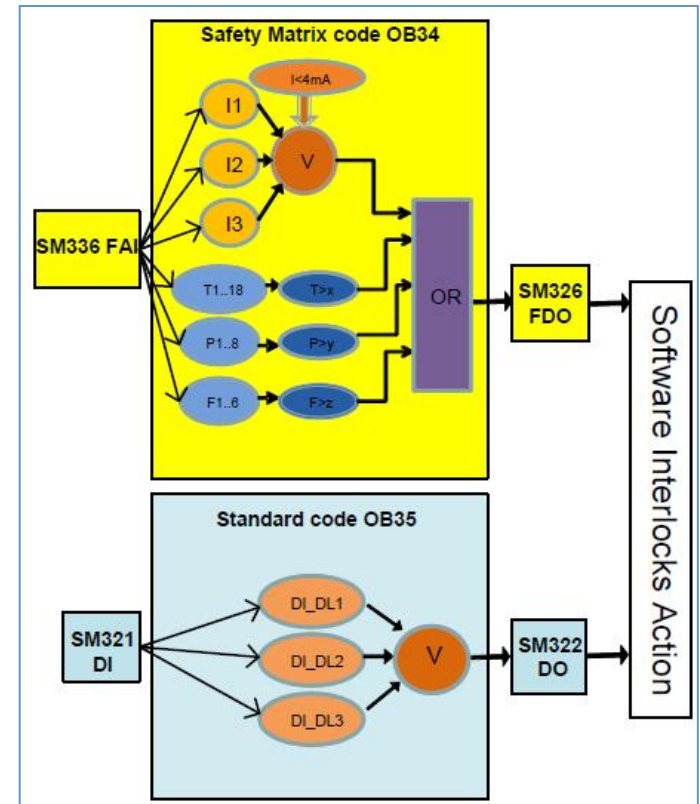 Safety Matrix code OB34
I<4mA
I1
I2
V
I3
SM336 FAI
T1..18
T>x
OR
SM326
FDO
P1..8
P>y
F1..6
F>z
Software Interlocks Action
Standard code OB35
DI_DL1
SM321
DI
DI_DL2
V
SM322
DO
DI_DL3